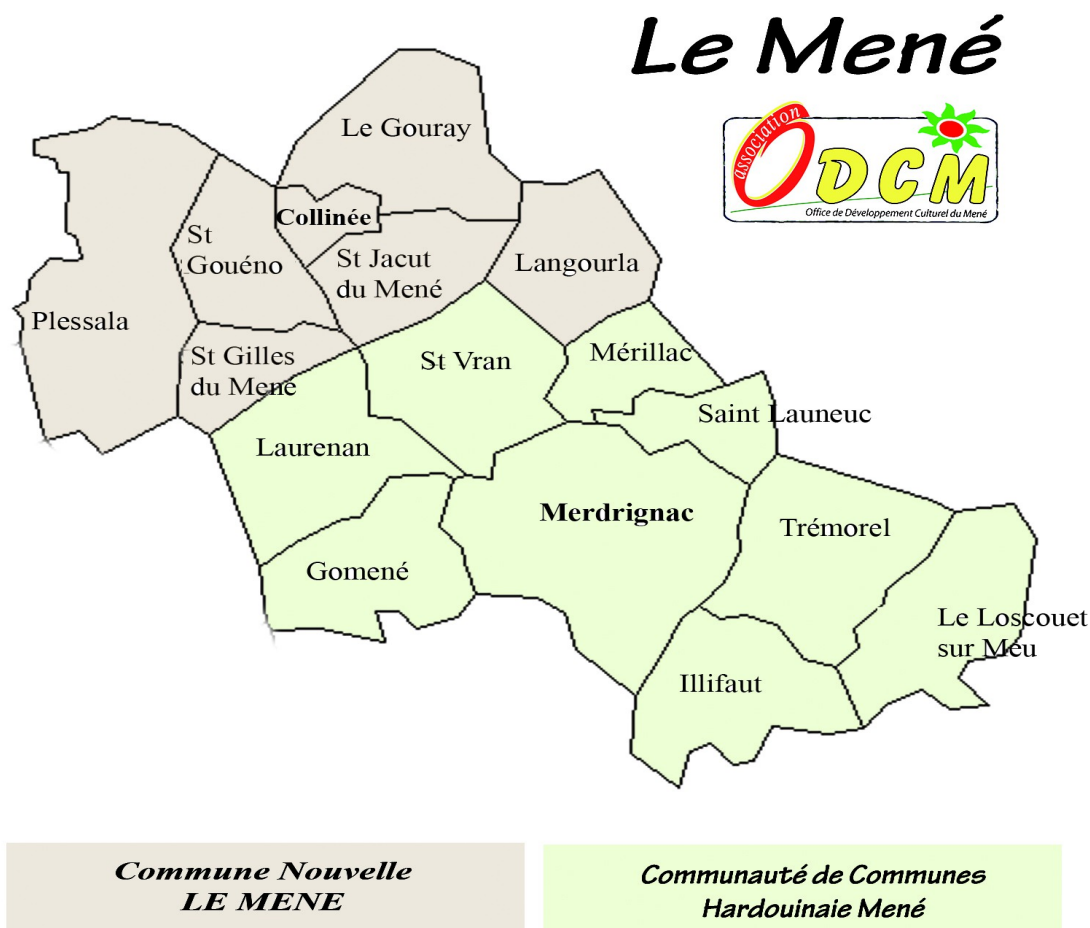 Le Mené
association
ODCM
Office de Développement Culturel du Mené
Le Gouray
Collinée
St
Gouéno
St Jacut
du Mené
Langourla
Plessala
St Gilles
du Mené
St Vran
Mérillac
Saint Launeuc
Laurenan
Merdrignac
Trémorel
Gomené
Le Loscouet
sur Meu
Illifaut
Commune Nouvelle
LE MENE
Communauté de Communes
Hardouinaie Mené